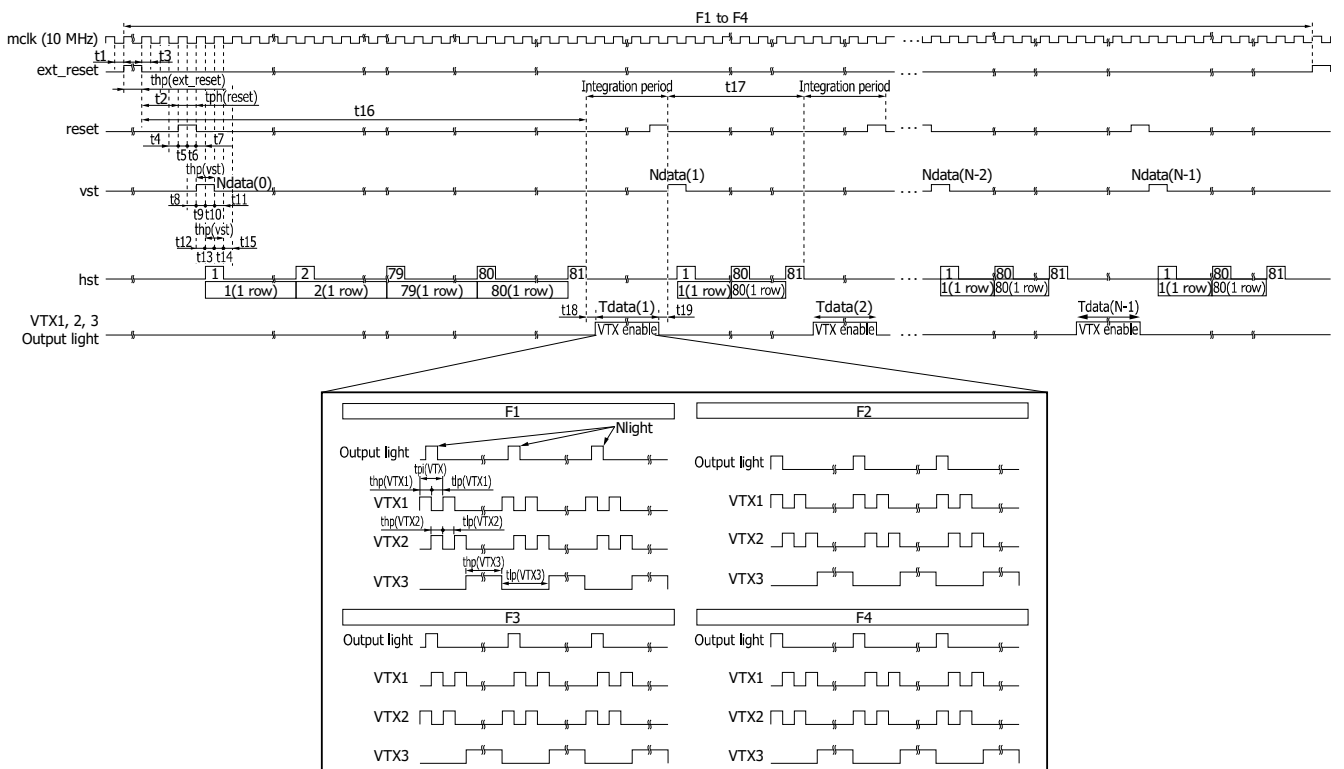 F1 to F4
mclk (10 MHz)
t1 t3
ext_reset
thp(ext_reset)
t2 tph(reset)
Integration period t17 Integration period
t16
reset
t4 t7
t5 t6
thp(vst)
Ndata(0) Ndata(1) Ndata(N-2) Ndata(N-1)
vst
t8 t11
t9 t10
thp(vst)
t12 t15
t13 t14
hst 1 2 79 80 81 1 80 81 1 80 81 1 80 81
1(1 row) 2(1 row) 79(1 row) 80(1 row) 1(1 row) 80(1 row) 1(1 row) 80(1 row) 1(1 row) 80(1 row)
VTX1, 2, 3
Output light
t18 Tdata(1) t19 Tdata(2) Tdata(N-1)
VTX enable VTX enable VTX enable
F1
Nlight
Output light
tpi(VTX)
thp(VTX1) tlp(VTX1)
VTX1
thp(VTX2) tlp(VTX2)
VTX2
thp(VTX3)
tlp(VTX3)
VTX3
F2
Output light
VTX1
VTX2
VTX3
F3
Output light
VTX1
VTX2
VTX3
F4
Output light
VTX1
VTX2
VTX3